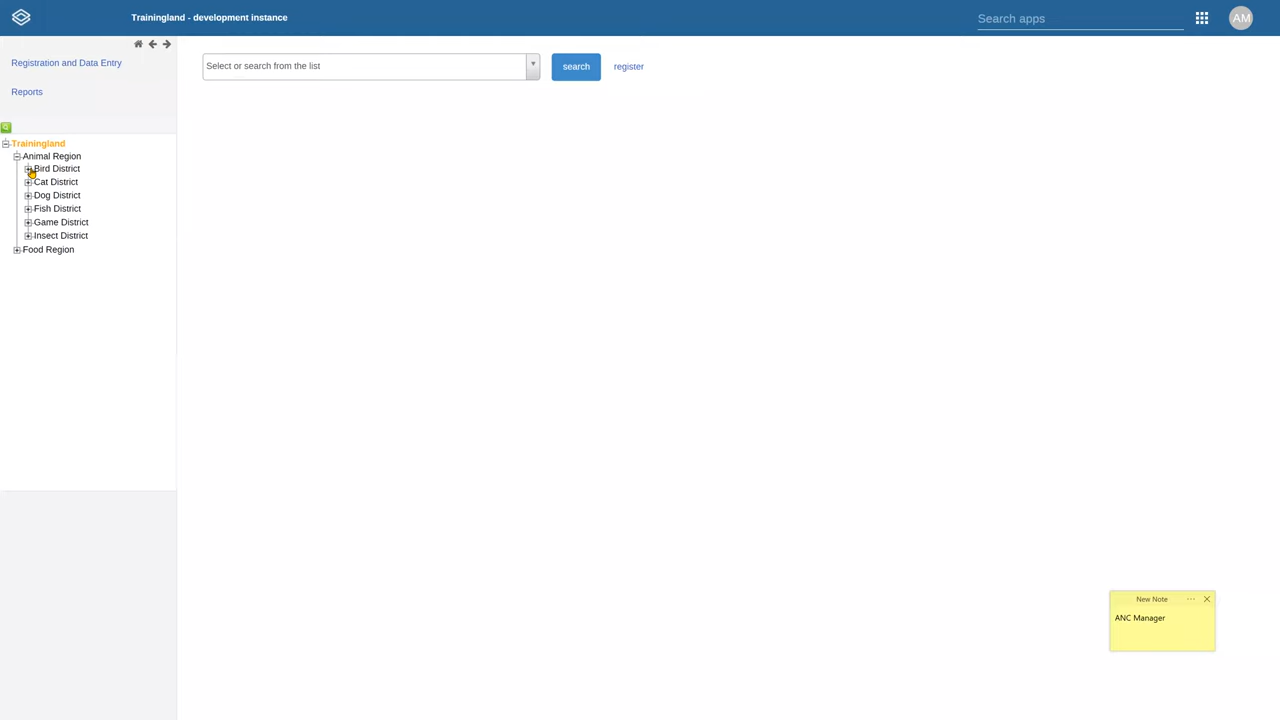 Trainingland - development instance
Search apps
AM
Registration and Data Entry
Reports
Select or search from the list
search
register
Trainingland
Animal Region
Bird District
Cat District
Dog District
Fish District
Game District
Insect District
Food Region
New Note
ANC Manager